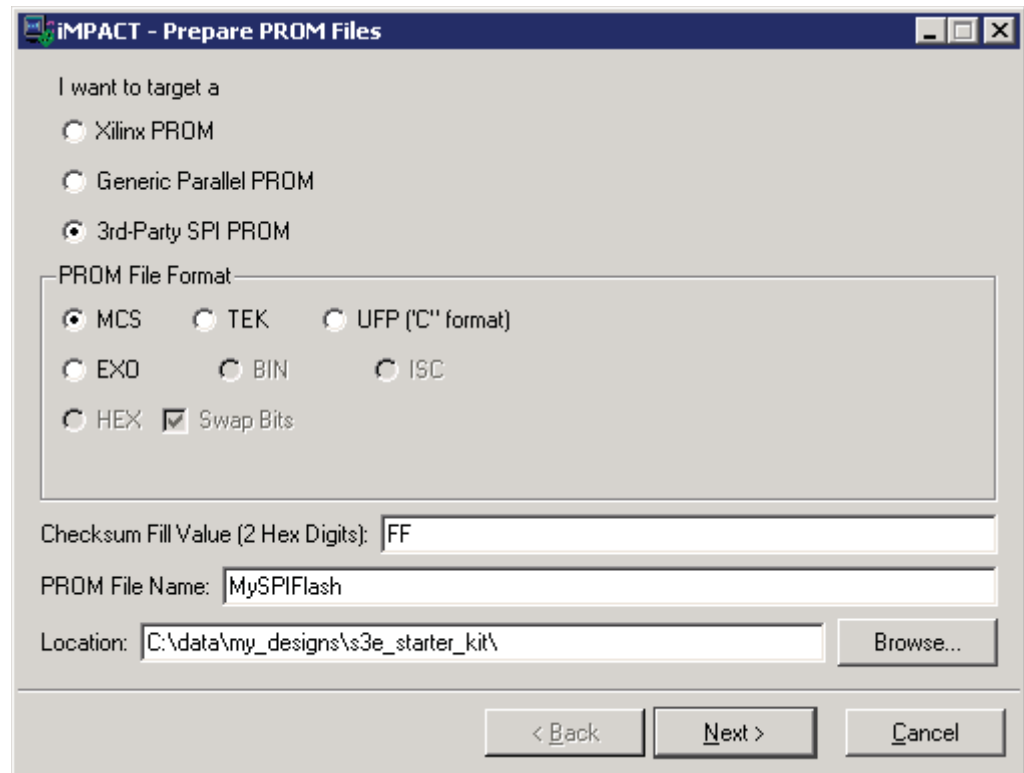 iMPACT - Prepare PROM Files
I want to target a
Xilinx PROM
Generic Parallel PROM
3rd-Party SPI PROM
PROM File Format
MCS TEK UFP ('C" format)
EXO BIN ISC
HEX Swap Bits
Checksum Fill Value (2 Hex Digits): FF
PROM File Name: MySPIFlash
Location: C:\data\my_designs\s3e_starter_kit\ Browse...
< Back Next > Cancel